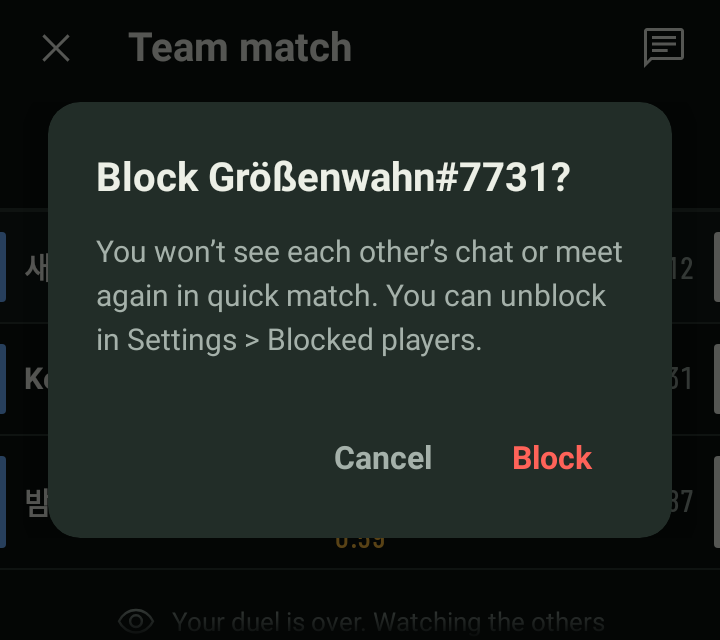 Team match
Block Größenwahn#7731?
You won’t see each other’s chat or meet
again in quick match. You can unblock
in Settings > Blocked players.
Cancel
Block
Your duel is over. Watching the others